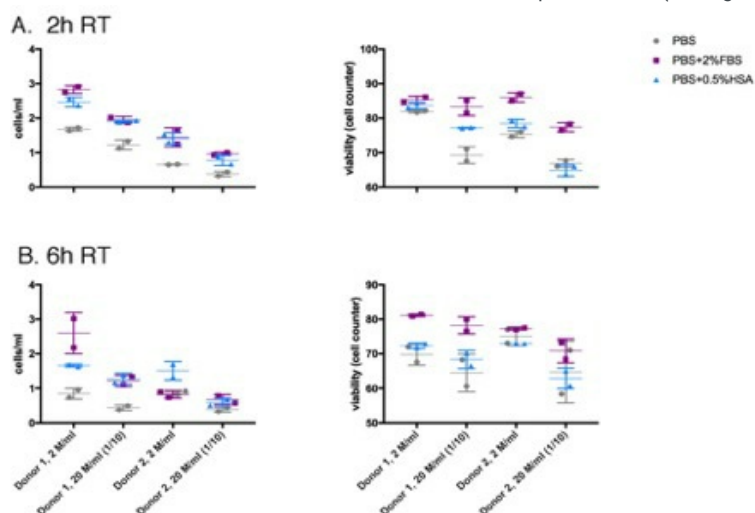 A. 2h RT
cells/ml
4
3
2
1
0
viability (cell counter)
100
90
80
70
60
PBS
PBS+2%FBS
PBS+0.5%HSA
B. 6h RT
cells/ml
4
3
2
1
0
viability (cell counter)
90
80
70
60
50
Donor 1, 2 M/ml
Donor 1, 20 M/ml (1/10)
Donor 2, 2 M/ml
Donor 2, 20 M/ml (1/10)
Donor 1, 2 M/ml
Donor 1, 20 M/ml (1/10)
Donor 2, 2 M/ml
Donor 2, 20 M/ml (1/10)